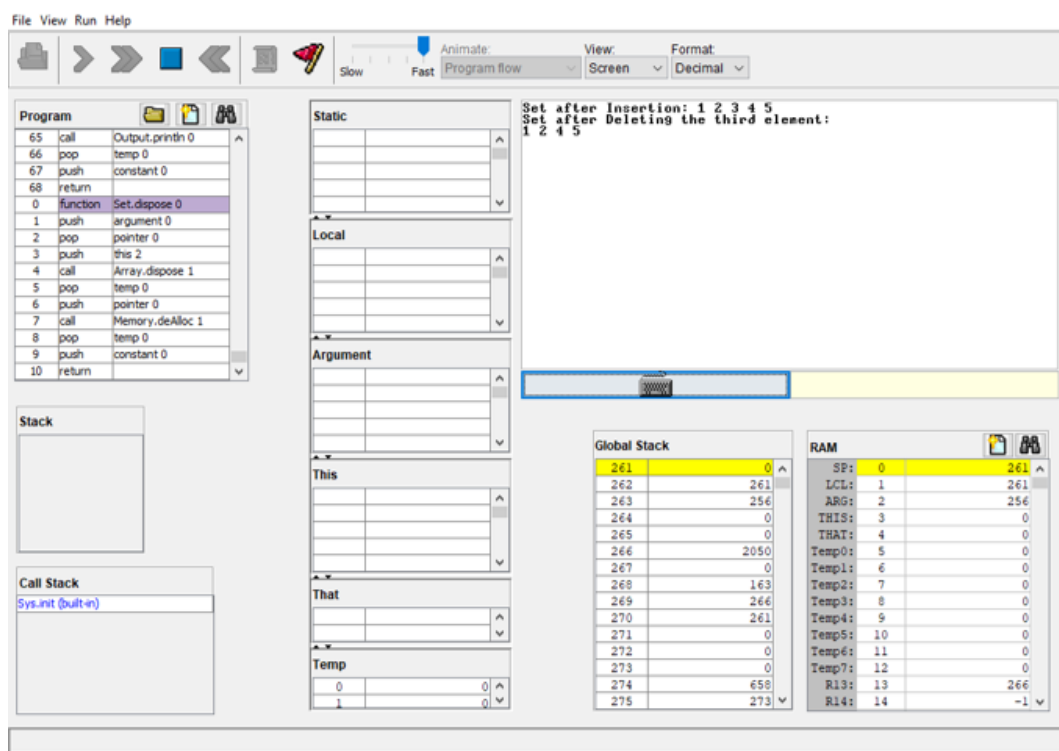 File View Run Help
Slow Fast
Animate:
Program flow
View:
Screen
Format:
Decimal
Program
65 call Output.println 0
66 pop temp 0
67 push constant 0
68 return
0 function Set.dispose 0
1 push argument 0
2 pop pointer 0
3 push this 2
4 call Array.dispose 1
5 pop temp 0
6 push pointer 0
7 call Memory.deAlloc 1
8 pop temp 0
9 push constant 0
10 return
Stack
Call Stack
Sys.init (built-in)
Static
Local
Argument
This
That
Temp
0 0
1 0
Set after Insertion: 1 2 3 4 5
Set after Deleting the third element:
1 2 4 5
Global Stack
261 0
262 261
263 256
264 0
265 0
266 2050
267 0
268 163
269 266
270 261
271 0
272 0
273 0
274 658
275 273
RAM
SP: 0 261
LCL: 1 261
ARG: 2 256
THIS: 3 0
THAT: 4 0
Temp0: 5 0
Temp1: 6 0
Temp2: 7 0
Temp3: 8 0
Temp4: 9 0
Temp5: 10 0
Temp6: 11 0
Temp7: 12 0
R13: 13 266
R14: 14 -1